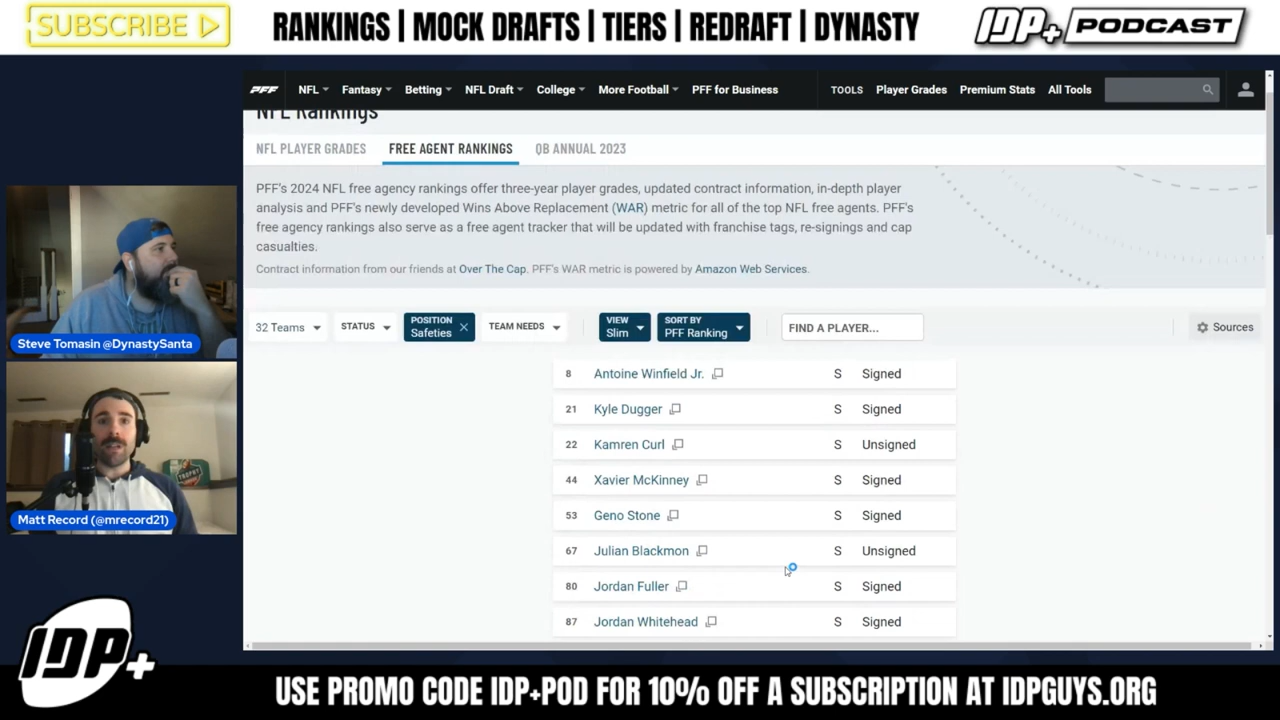 SUBSCRIBE
RANKINGS | MOCK DRAFTS | TIERS | REDRAFT | DYNASTY
IDP+ PODCAST
PFF NFL Fantasy Betting NFL Draft College More Football PFF for Business TOOLS Player Grades Premium Stats All Tools
NFL Rankings
NFL PLAYER GRADES FREE AGENT RANKINGS QB ANNUAL 2023
PFF's 2024 NFL free agency rankings offer three-year player grades, updated contract information, in-depth player
analysis and PFF's newly developed Wins Above Replacement (WAR) metric for all of the top NFL free agents. PFF's
free agency rankings also serve as a free agent tracker that will be updated with franchise tags, re-signings and cap
casualties.
Contract information from our friends at Over The Cap. PFF's WAR metric is powered by Amazon Web Services.
32 Teams STATUS POSITION Safeties TEAM NEEDS VIEW Slim SORT BY PFF Ranking FIND A PLAYER... Sources
8 Antoine Winfield Jr. S Signed
21 Kyle Dugger S Signed
22 Kamren Curl S Unsigned
44 Xavier McKinney S Signed
53 Geno Stone S Signed
67 Julian Blackmon S Unsigned
80 Jordan Fuller S Signed
87 Jordan Whitehead S Signed
Steve Tomasin @DynastySanta
Matt Record (@mrecord21)
IDP+
USE PROMO CODE IDP+POD FOR 10% OFF A SUBSCRIPTION AT IDPGUYS.ORG